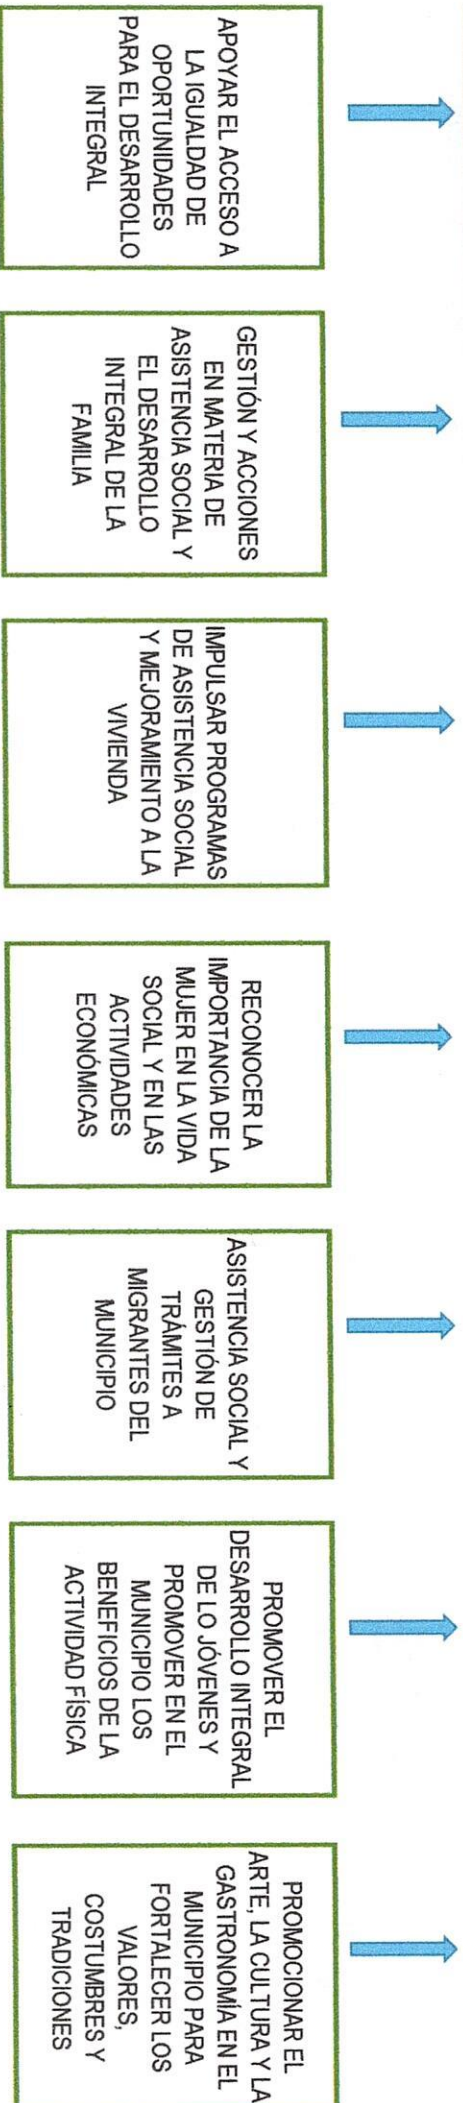 APOYAR EL ACCESO A
LA IGUALDAD DE
OPORTUNIDADES
PARA EL DESARROLLO
INTEGRAL
GESTIÓN Y ACCIONES
EN MATERIA DE
ASISTENCIA SOCIAL Y
EL DESARROLLO
INTEGRAL DE LA
FAMILIA
IMPULSAR PROGRAMAS
DE ASISTENCIA SOCIAL
Y MEJORAMIENTO A LA
VIVIENDA
RECONOCER LA
IMPORTANCIA DE LA
MUJER EN LA VIDA
SOCIAL Y EN LAS
ACTIVIDADES
ECONÓMICAS
ASISTENCIA SOCIAL Y
GESTIÓN DE
TRÁMITES A
MIGRANTES DEL
MUNICIPIO
PROMOVER EL
DESARROLLO INTEGRAL
DE LO JÓVENES Y
PROMOVER EN EL
MUNICIPIO LOS
BENEFICIOS DE LA
ACTIVIDAD FÍSICA
PROMOCIONAR EL
ARTE, LA CULTURA Y LA
GASTRONOMÍA EN EL
MUNICIPIO PARA
FORTALECER LOS
VALORES,
COSTUMBRES Y
TRADICIONES